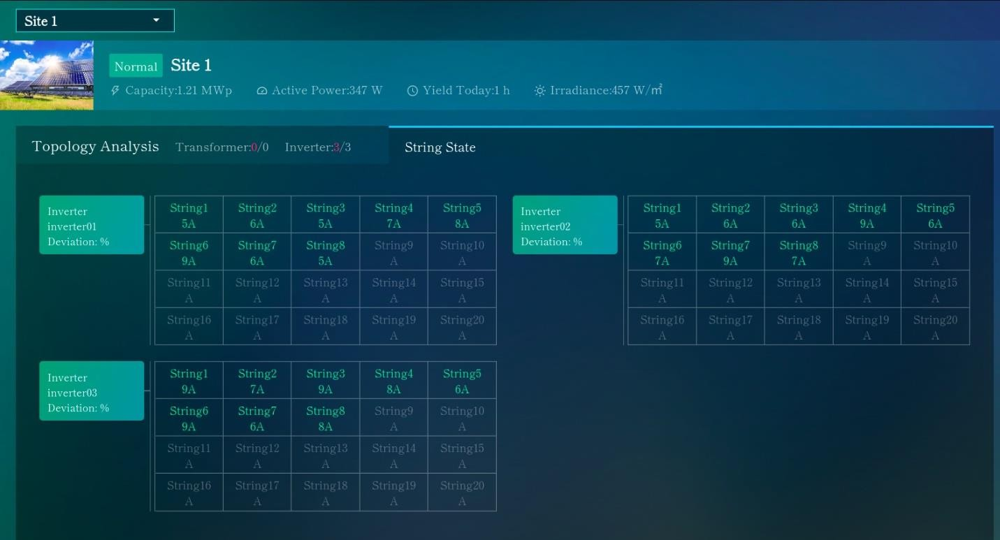 Site 1
Normal Site 1
Capacity:1.21 MWp Active Power:347 W Yield Today:1 h Irradiance:457 W/㎡
Topology Analysis Transformer:0/0 Inverter:3/3 String State
Inverter
inverter01
Deviation: %
String1 String2 String3 String4 String5
5A 6A 5A 7A 8A
String6 String7 String8 String9 String10
9A 6A 5A A A
String11 String12 String13 String14 String15
A A A A A
String16 String17 String18 String19 String20
A A A A A
Inverter
inverter02
Deviation: %
String1 String2 String3 String4 String5
5A 6A 6A 9A 6A
String6 String7 String8 String9 String10
7A 9A 7A A A
String11 String12 String13 String14 String15
A A A A A
String16 String17 String18 String19 String20
A A A A A
Inverter
inverter03
Deviation: %
String1 String2 String3 String4 String5
9A 7A 9A 8A 6A
String6 String7 String8 String9 String10
9A 6A 8A A A
String11 String12 String13 String14 String15
A A A A A
String16 String17 String18 String19 String20
A A A A A